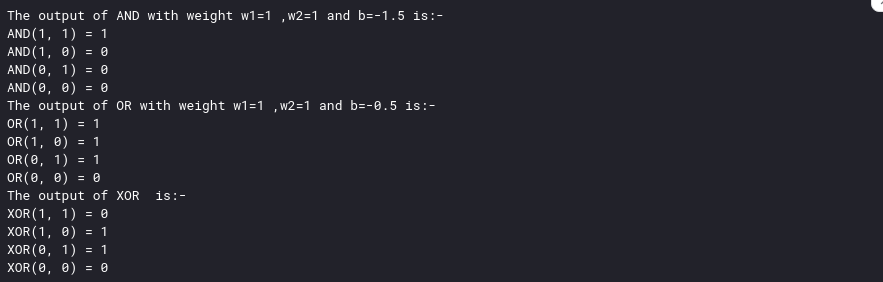 The output of AND with weight w1=1 ,w2=1 and b=-1.5 is:-
AND(1, 1) = 1
AND(1, 0) = 0
AND(0, 1) = 0
AND(0, 0) = 0
The output of OR with weight w1=1 ,w2=1 and b=-0.5 is:-
OR(1, 1) = 1
OR(1, 0) = 1
OR(0, 1) = 1
OR(0, 0) = 0
The output of XOR  is:-
XOR(1, 1) = 0
XOR(1, 0) = 1
XOR(0, 1) = 1
XOR(0, 0) = 0